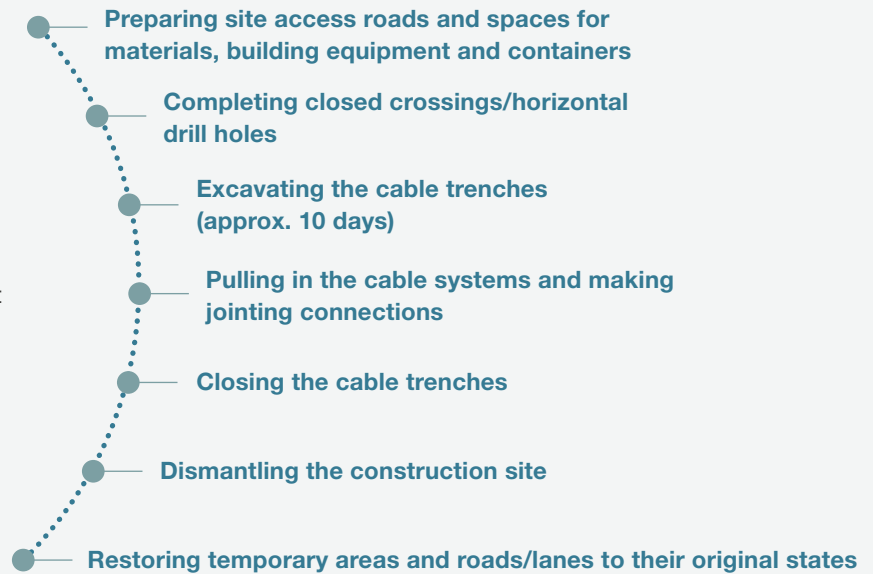 Preparing site access roads and spaces for
materials, building equipment and containers
Completing closed crossings/horizontal
drill holes
Excavating the cable trenches
(approx. 10 days)
Pulling in the cable systems and making
jointing connections
Closing the cable trenches
Dismantling the construction site
Restoring temporary areas and roads/lanes to their original states